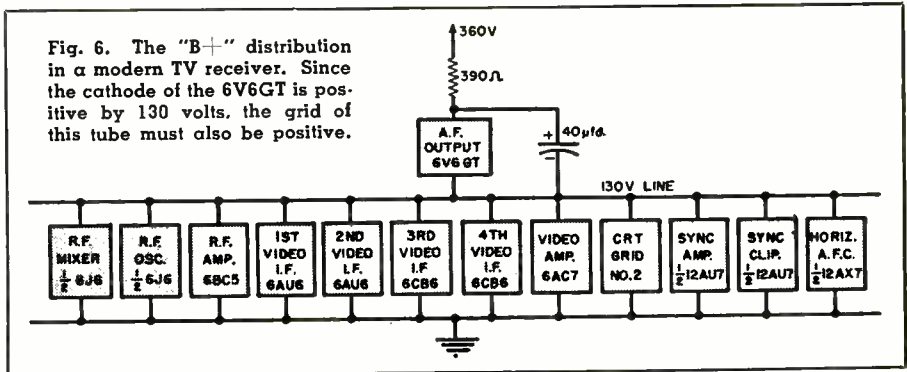 Fig. 6. The "B+" distribution
in a modern TV receiver. Since
the cathode of the 6V6GT is pos-
itive by 130 volts, the grid of
this tube must also be positive.
360V
390Ω
A.F.
OUTPUT
6V6 GT
+
40µfd.
−
130V LINE
R.F.
MIXER
½ 6J6
R.F.
OSC.
½ 6J6
R.F.
AMP.
6BC5
1ST
VIDEO
I.F.
6AU6
2ND
VIDEO
I.F.
6AU6
3RD
VIDEO
I.F
6CB6
4TH
VIDEO
I.F.
6CB6
VIDEO
AMP.
6AC7
CRT
GRID
NO.2
SYNC
AMP.
½ 12AU7
SYNC
CLIP.
½ 12AU7
HORIZ.
A.F.C.
½ 12AX7